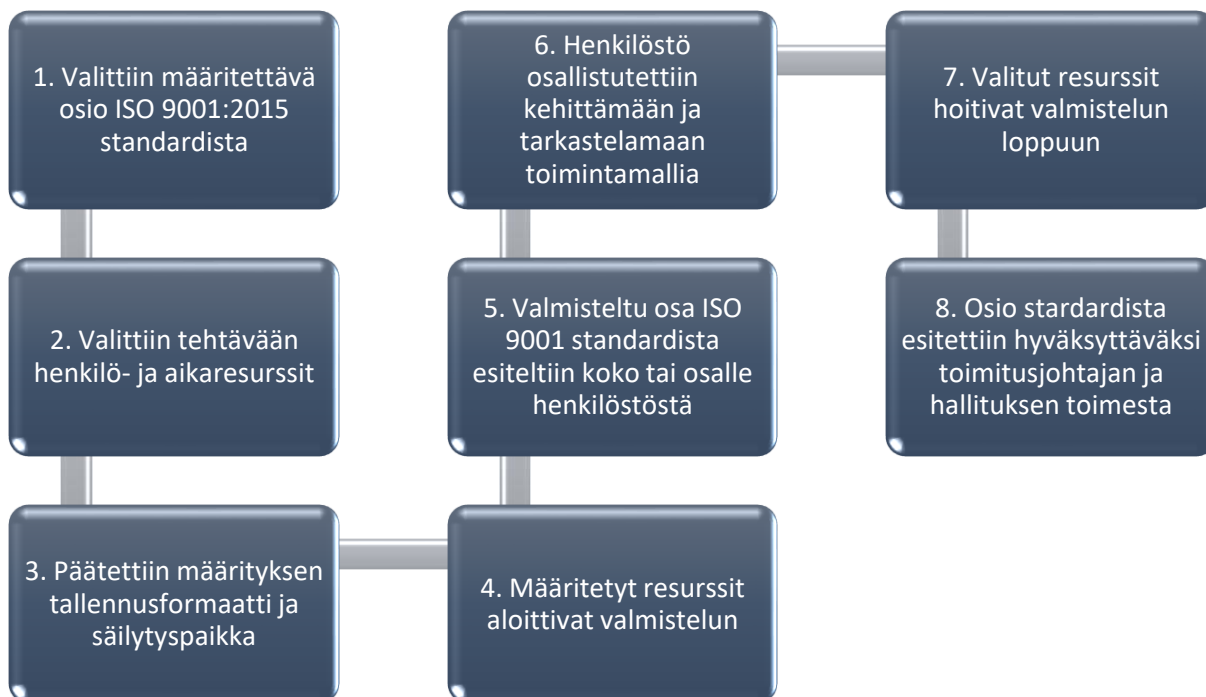 1. Valittiin määritettävä
osio ISO 9001:2015
standardista
2. Valittiin tehtävään
henkilö- ja aikaresurssit
3. Päätettiin määrityksen
tallennusformaatti ja
säilytyspaikka
4. Määritetyt resurssit
aloittivat valmistelun
5. Valmisteltu osa ISO
9001 standardista
esiteltiin koko tai osalle
henkilöstöstä
6. Henkilöstö
osallistutettiin
kehittämään ja
tarkastelamaan
toimintamallia
7. Valitut resurssit
hoitivat valmistelun
loppuun
8. Osio stardardista
esitettiin hyväksyttäväksi
toimitusjohtajan ja
hallituksen toimesta